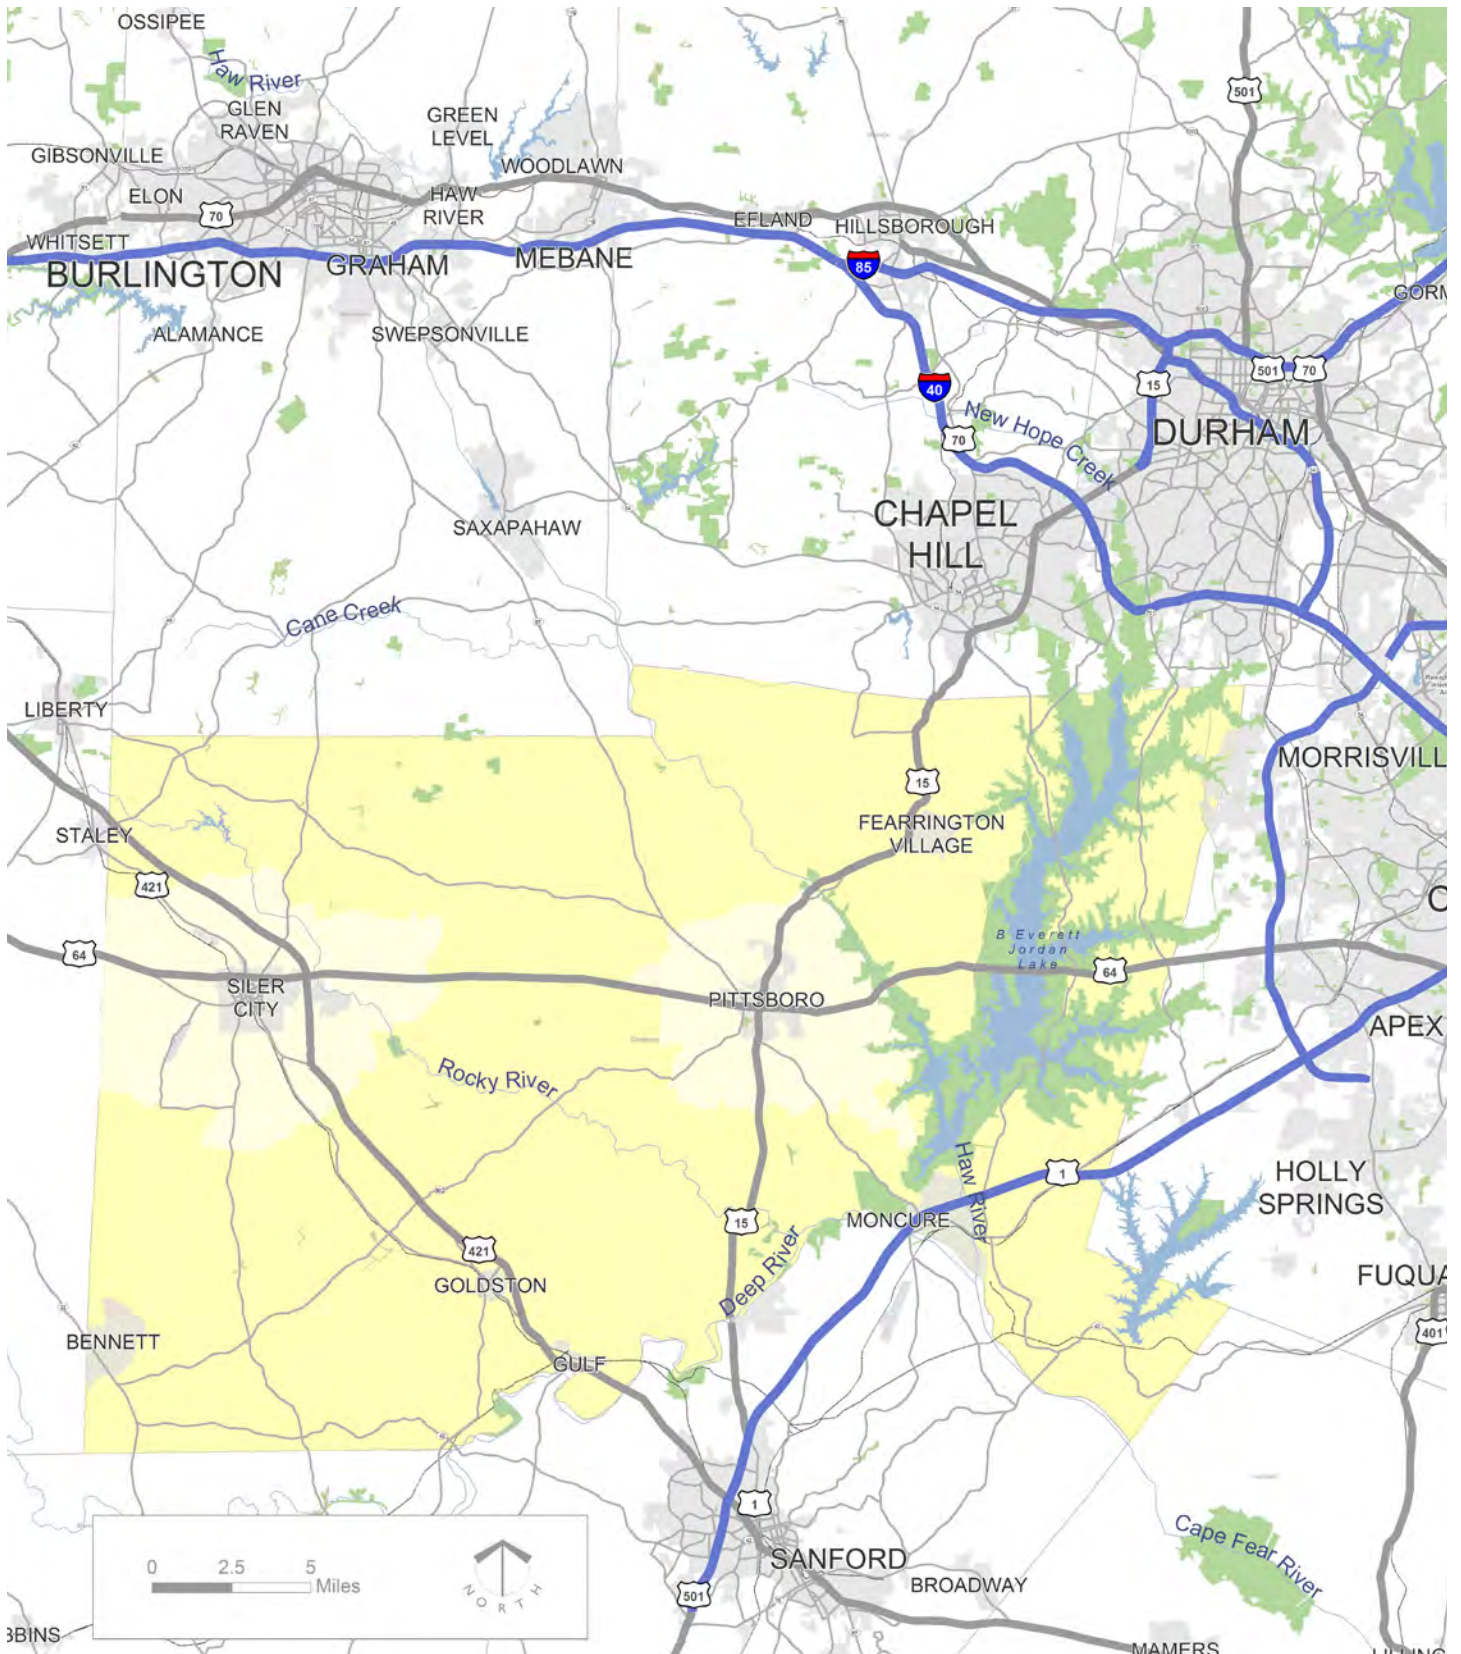 OSSIPEE
Haw River
501
GLEN
RAVEN
GREEN
LEVEL
GIBSONVILLE
WOODLAWN
ELON
HAW
RIVER
70
EFLAND
HILLSBOROUGH
WHITSETT
BURLINGTON
GRAHAM
MEBANE
85
GORM
ALAMANCE
SWEPSONVILLE
501
70
15
40
New Hope Creek
70
DURHAM
CHAPEL
HILL
SAXAPAHAW
Cane Creek
LIBERTY
MORRISVILL
15
STALEY
FEARRINGTON
VILLAGE
421
C
B Everett
Jordan
Lake
64
64
SILER
CITY
PITTSBORO
APEX
Rocky River
Haw River
1
HOLLY
SPRINGS
15
MONCURE
421
Deep River
GOLDSTON
FUQUA
401
BENNETT
GULF
1
Cape Fear River
0 2.5 5
Miles
NORTH
SANFORD
501
BROADWAY
BBINS
MAMERS